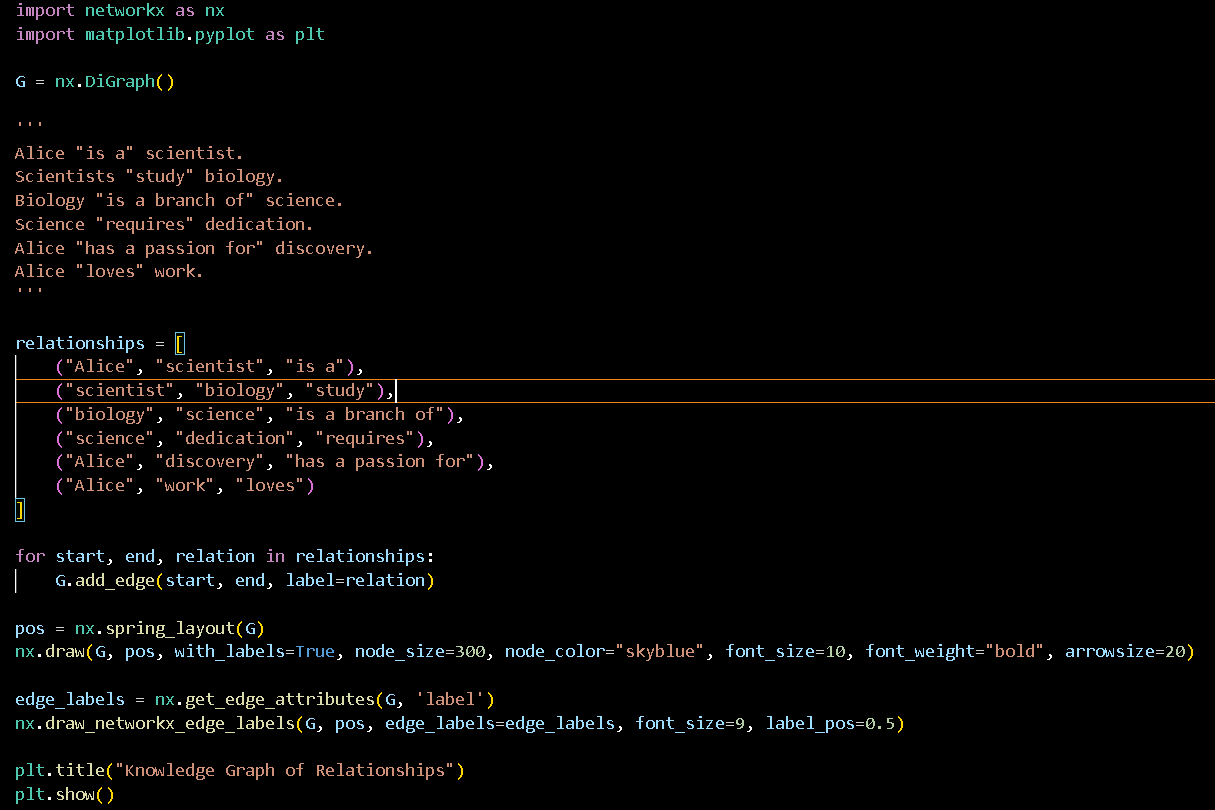 import networkx as nx
import matplotlib.pyplot as plt
G = nx.DiGraph()
'''
Alice "is a" scientist.
Scientists "study" biology.
Biology "is a branch of" science.
Science "requires" dedication.
Alice "has a passion for" discovery.
Alice "loves" work.
'''
relationships = [
    ("Alice", "scientist", "is a"),
    ("scientist", "biology", "study"),
    ("biology", "science", "is a branch of"),
    ("science", "dedication", "requires"),
    ("Alice", "discovery", "has a passion for"),
    ("Alice", "work", "loves")
]
for start, end, relation in relationships:
    G.add_edge(start, end, label=relation)
pos = nx.spring_layout(G)
nx.draw(G, pos, with_labels=True, node_size=300, node_color="skyblue", font_size=10, font_weight="bold", arrowsize=20)
edge_labels = nx.get_edge_attributes(G, 'label')
nx.draw_networkx_edge_labels(G, pos, edge_labels=edge_labels, font_size=9, label_pos=0.5)
plt.title("Knowledge Graph of Relationships")
plt.show()